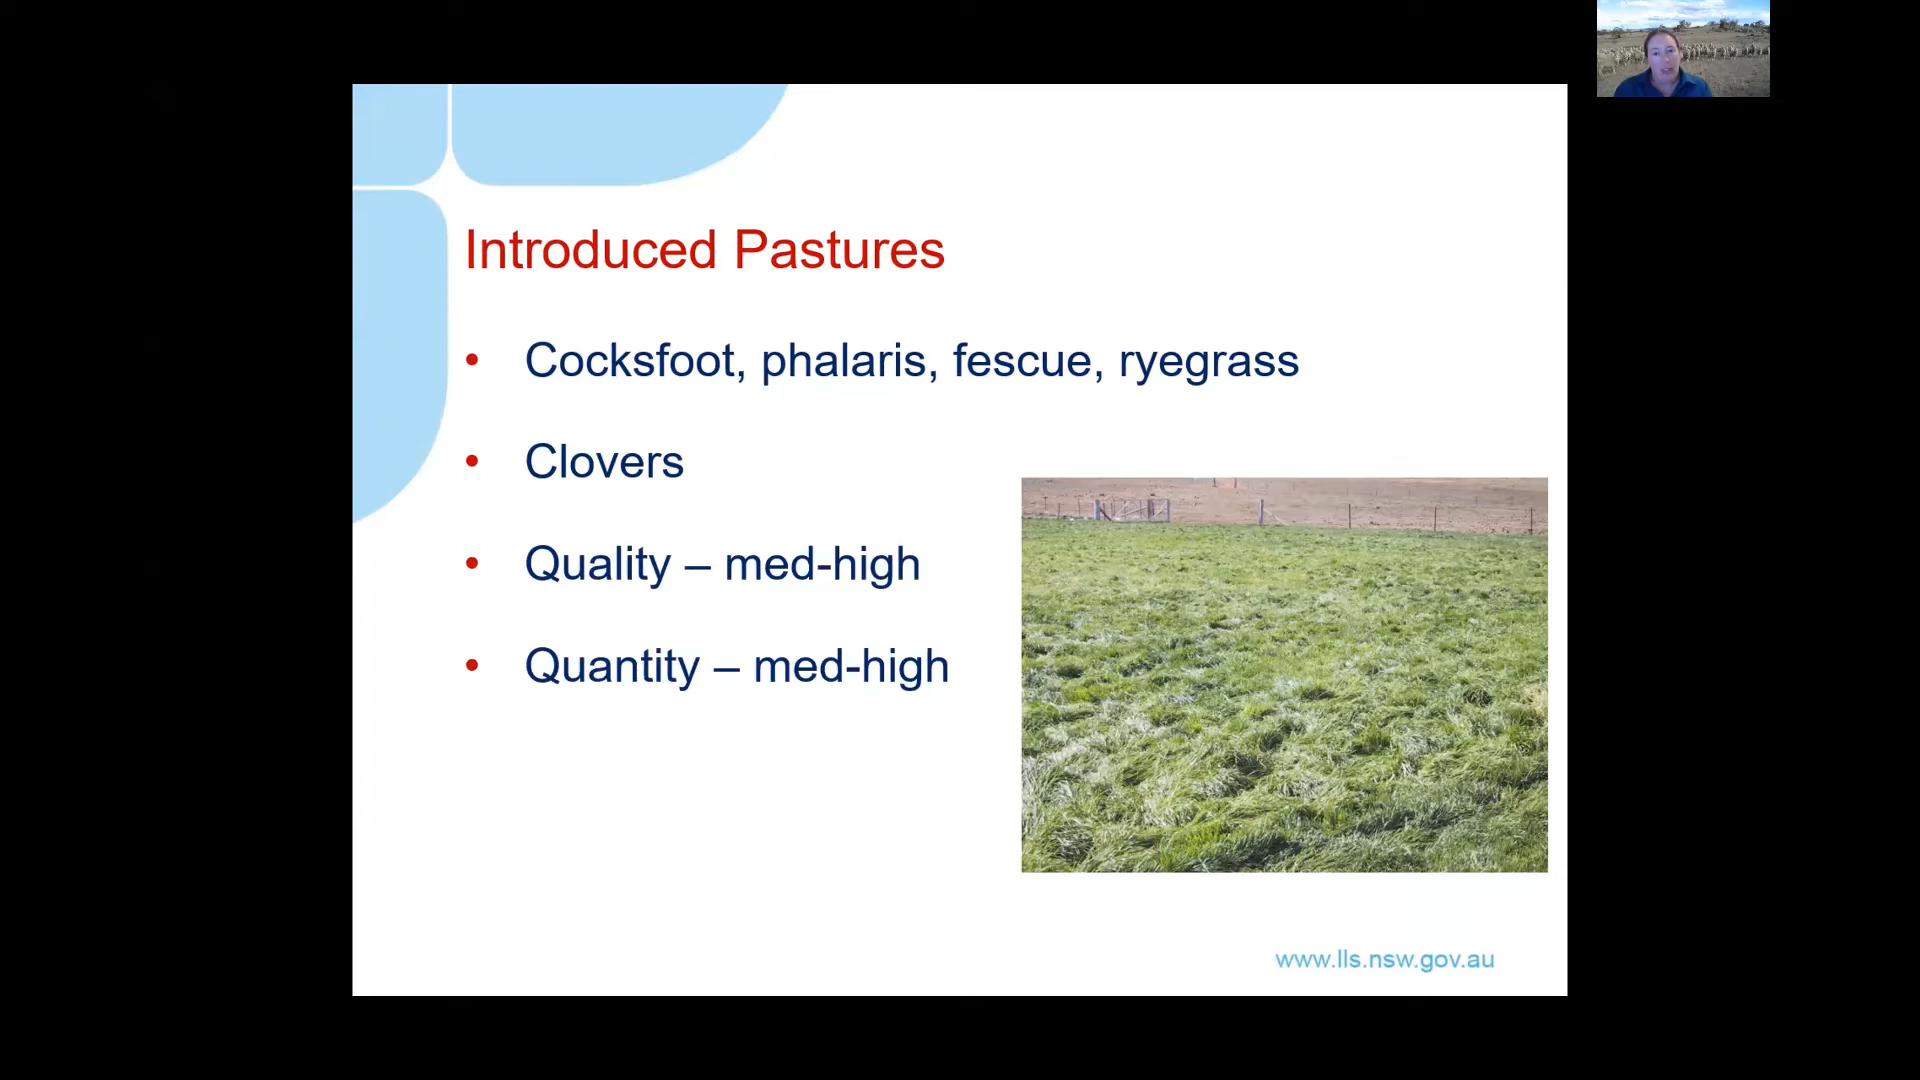 Introduced Pastures
• Cocksfoot, phalaris, fescue, ryegrass
• Clovers
• Quality – med-high
• Quantity – med-high
www.lls.nsw.gov.au